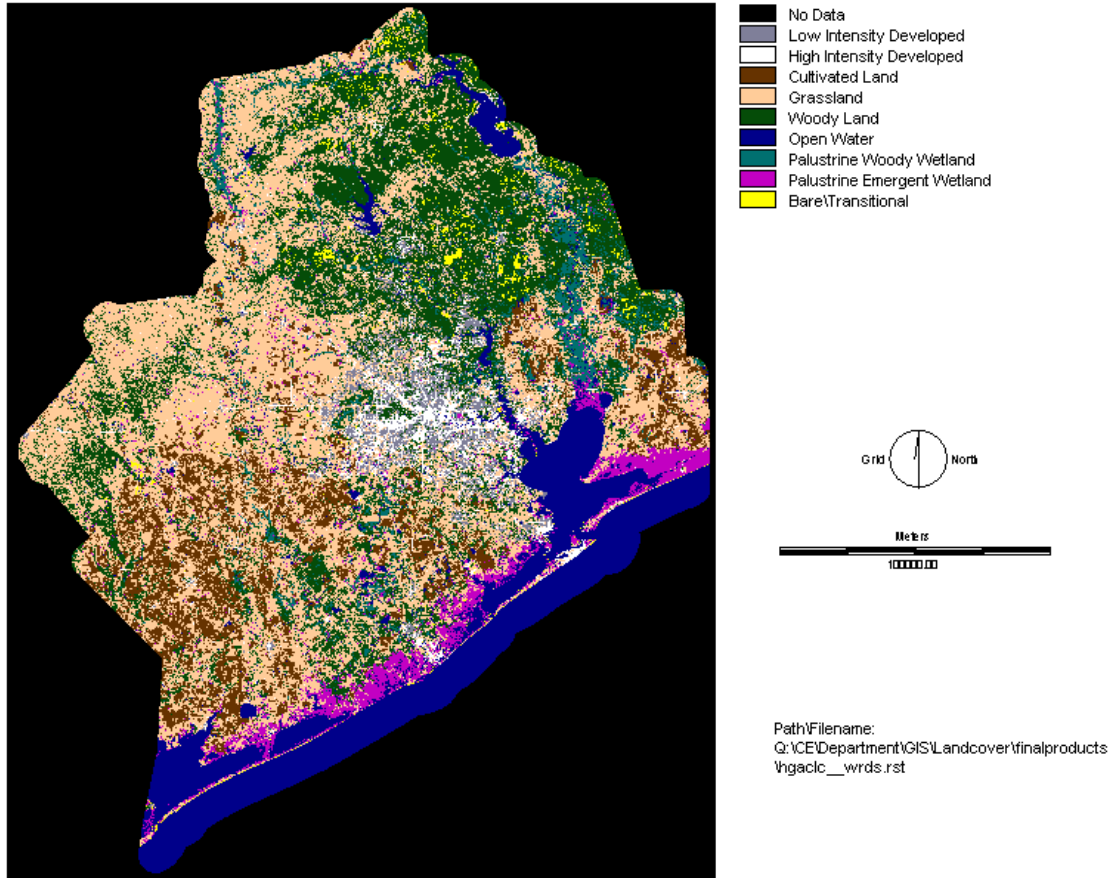 No Data
Low Intensity Developed
High Intensity Developed
Cultivated Land
Grassland
Woody Land
Open Water
Palustrine Woody Wetland
Palustrine Emergent Wetland
Bare\Transitional
Grid North
Meters
100000.00
Path\Filename:
Q:\CE\Department\GIS\Landcover\finalproducts
\hgaclc__wrds.rst